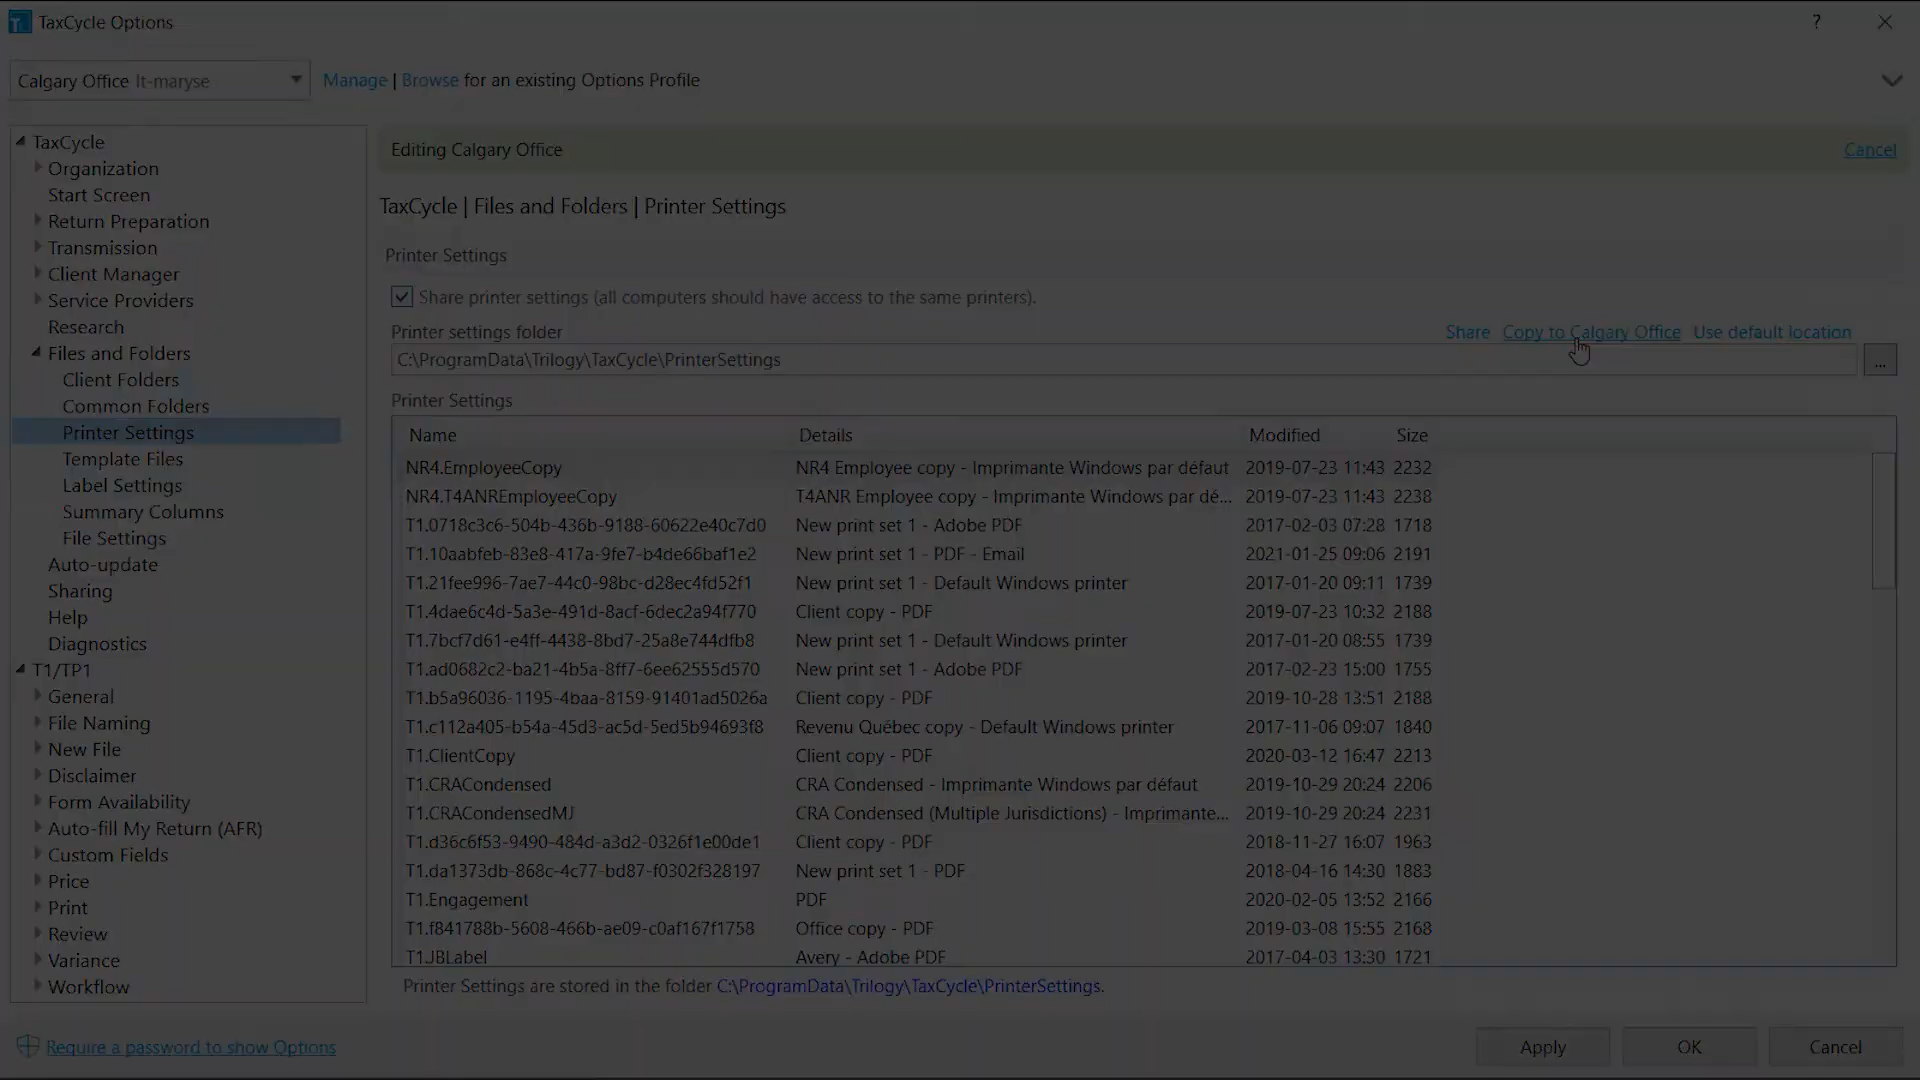 TaxCycle Options
?
Calgary Office lt-maryse
Manage | Browse for an existing Options Profile
TaxCycle
Organization
Start Screen
Return Preparation
Transmission
Client Manager
Service Providers
Research
Files and Folders
Client Folders
Common Folders
Printer Settings
Template Files
Label Settings
Summary Columns
File Settings
Auto-update
Sharing
Help
Diagnostics
T1/TP1
General
File Naming
New File
Disclaimer
Form Availability
Auto-fill My Return (AFR)
Custom Fields
Price
Print
Review
Variance
Workflow
Editing Calgary Office
Cancel
TaxCycle | Files and Folders | Printer Settings
Printer Settings
Share printer settings (all computers should have access to the same printers).
Printer settings folder
Share Copy to Calgary Office Use default location
C:\ProgramData\Trilogy\TaxCycle\PrinterSettings
...
Printer Settings
Name Details Modified Size
NR4.EmployeeCopy NR4 Employee copy - Imprimante Windows par défaut 2019-07-23 11:43 2232
NR4.T4ANREmployeeCopy T4ANR Employee copy - Imprimante Windows par dé... 2019-07-23 11:43 2238
T1.0718c3c6-504b-436b-9188-60622e40c7d0 New print set 1 - Adobe PDF 2017-02-03 07:28 1718
T1.10aabfeb-83e8-417a-9fe7-b4de66baf1e2 New print set 1 - PDF - Email 2021-01-25 09:06 2191
T1.21fee996-7ae7-44c0-98bc-d28ec4fd52f1 New print set 1 - Default Windows printer 2017-01-20 09:11 1739
T1.4dae6c4d-5a3e-491d-8acf-6dec2a94f770 Client copy - PDF 2019-07-23 10:32 2188
T1.7bcf7d61-e4ff-4438-8bd7-25a8e744dfb8 New print set 1 - Default Windows printer 2017-01-20 08:55 1739
T1.ad0682c2-ba21-4b5a-8ff7-6ee62555d570 New print set 1 - Adobe PDF 2017-02-23 15:00 1755
T1.b5a96036-1195-4baa-8159-91401ad5026a Client copy - PDF 2019-10-28 13:51 2188
T1.c112a405-b54a-45d3-ac5d-5ed5b94693f8 Revenu Québec copy - Default Windows printer 2017-11-06 09:07 1840
T1.ClientCopy Client copy - PDF 2020-03-12 16:47 2213
T1.CRACondensed CRA Condensed - Imprimante Windows par défaut 2019-10-29 20:24 2206
T1.CRACondensedMJ CRA Condensed (Multiple Jurisdictions) - Imprimante... 2019-10-29 20:24 2231
T1.d36c6f53-9490-484d-a3d2-0326f1e00de1 Client copy - PDF 2018-11-27 16:07 1963
T1.da1373db-868c-4c77-bd87-f0302f328197 New print set 1 - PDF 2018-04-16 14:30 1883
T1.Engagement PDF 2020-02-05 13:52 2166
T1.f841788b-5608-466b-ae09-c0af167f1758 Office copy - PDF 2019-03-08 15:55 2168
T1.JBLabel Avery - Adobe PDF 2017-04-03 13:30 1721
Printer Settings are stored in the folder C:\ProgramData\Trilogy\TaxCycle\PrinterSettings.
Require a password to show Options
Apply OK Cancel